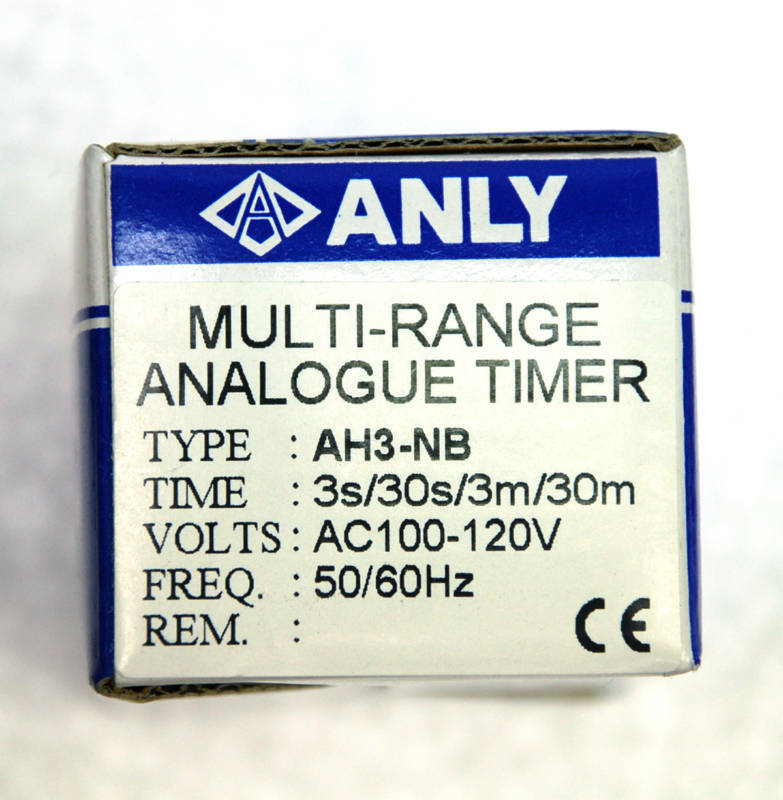 ANLY
MULTI-RANGE
ANALOGUE TIMER
TYPE : AH3-NB
TIME : 3s/30s/3m/30m
VOLTS : AC100-120V
FREQ. : 50/60Hz
REM. :
CE